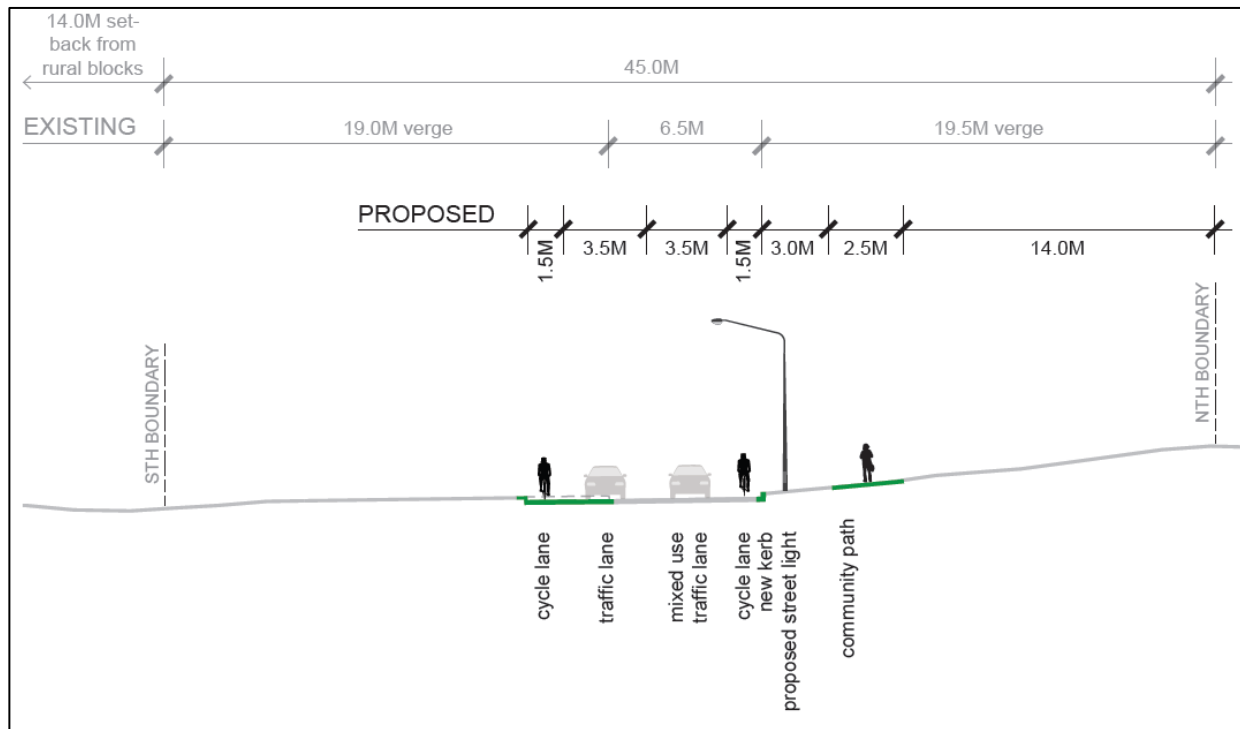 14.0M set-
back from
rural blocks
45.0M
EXISTING
19.0M verge
6.5M
19.5M verge
PROPOSED
1.5M
3.5M
3.5M
1.5M
3.0M
2.5M
14.0M
STH BOUNDARY
NTH BOUNDARY
cycle lane
traffic lane
mixed use
traffic lane
cycle lane
new kerb
proposed street light
community path